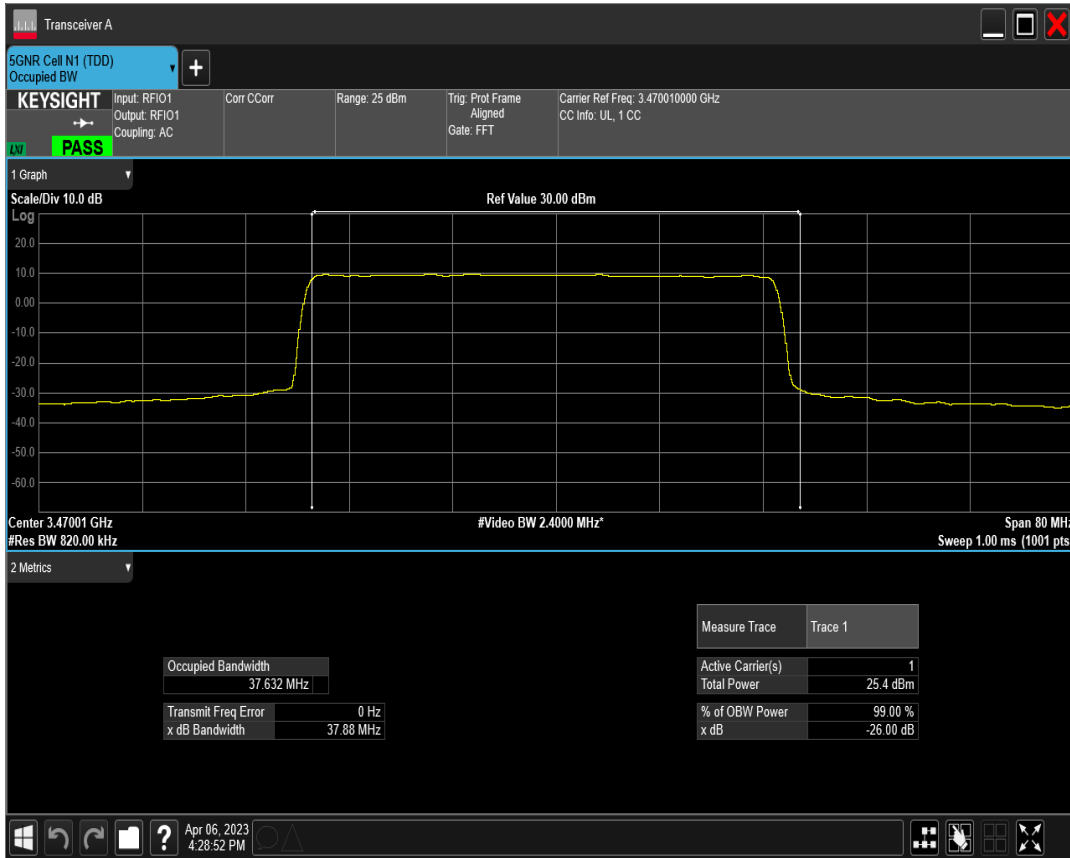 Transceiver A
5GNR Cell N1 (TDD)
Occupied BW
KEYSIGHT
Input: RFIO1
Output: RFIO1
Coupling: AC
Corr CCorr
Range: 25 dBm
Trig: Prot Frame
Aligned
Gate: FFT
Carrier Ref Freq: 3.470010000 GHz
CC Info: UL, 1 CC
LXI
PASS
1 Graph
Scale/Div 10.0 dB
Ref Value 30.00 dBm
Log
20.0
10.0
0.00
-10.0
-20.0
-30.0
-40.0
-50.0
-60.0
Center 3.47001 GHz
#Video BW 2.4000 MHz*
Span 80 MHz
#Res BW 820.00 kHz
Sweep 1.00 ms (1001 pts
2 Metrics
Measure Trace
Trace 1
Occupied Bandwidth
37.632 MHz
Active Carrier(s)
1
Total Power
25.4 dBm
Transmit Freq Error
0 Hz
x dB Bandwidth
37.88 MHz
% of OBW Power
99.00 %
x dB
-26.00 dB
?
Apr 06, 2023
4:28:52 PM